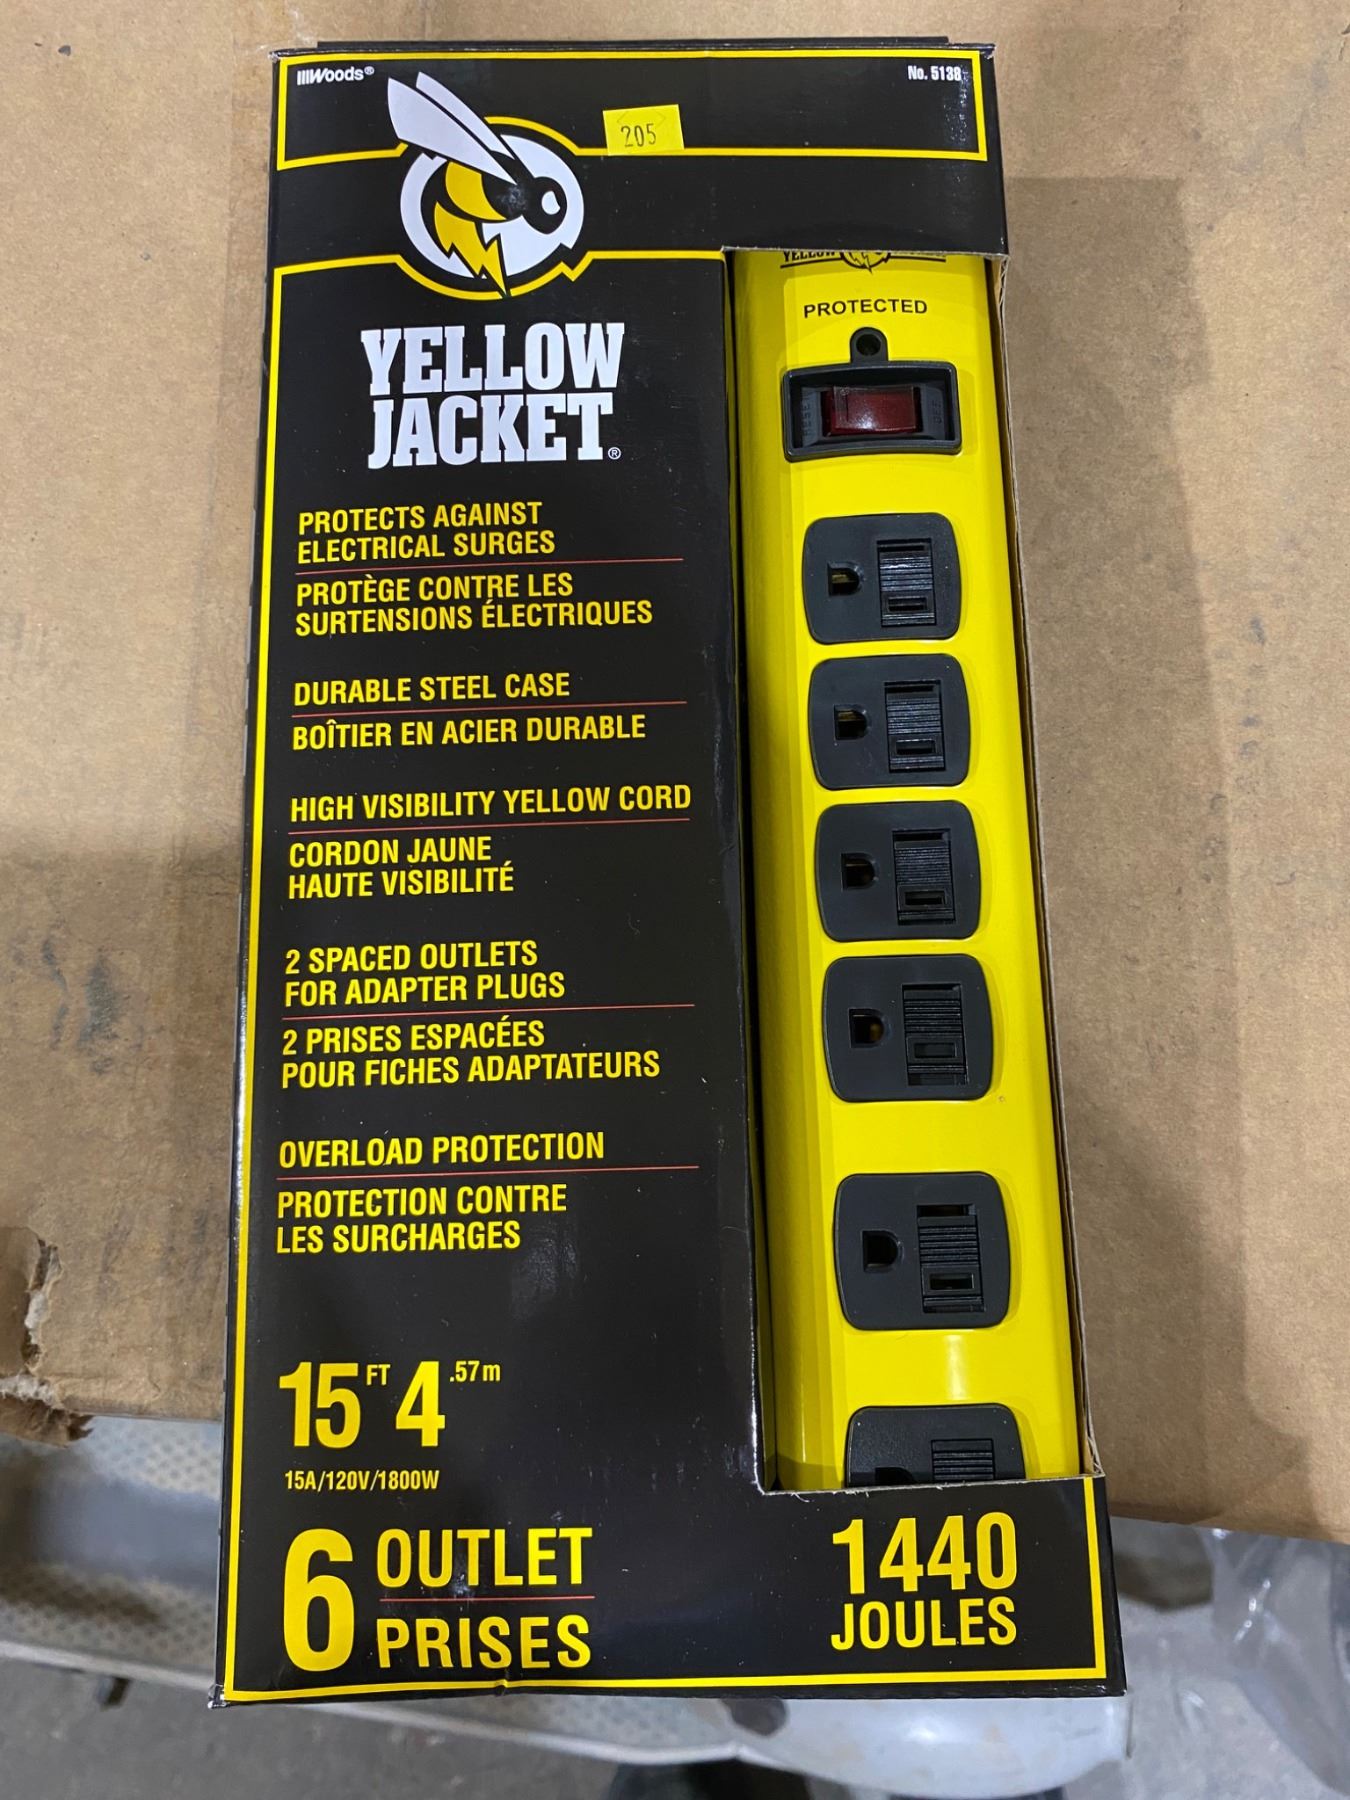 Woods®
No. 5138
205
YELLOW
JACKET®
PROTECTS AGAINST
ELECTRICAL SURGES
PROTÈGE CONTRE LES
SURTENSIONS ÉLECTRIQUES
DURABLE STEEL CASE
BOÎTIER EN ACIER DURABLE
HIGH VISIBILITY YELLOW CORD
CORDON JAUNE
HAUTE VISIBILITÉ
2 SPACED OUTLETS
FOR ADAPTER PLUGS
2 PRISES ESPACÉES
POUR FICHES ADAPTATEURS
OVERLOAD PROTECTION
PROTECTION CONTRE
LES SURCHARGES
15 FT 4.57m
15A/120V/1800W
6 OUTLET
PRISES
YELLOW
PROTECTED
RESET
OFF
1440
JOULES